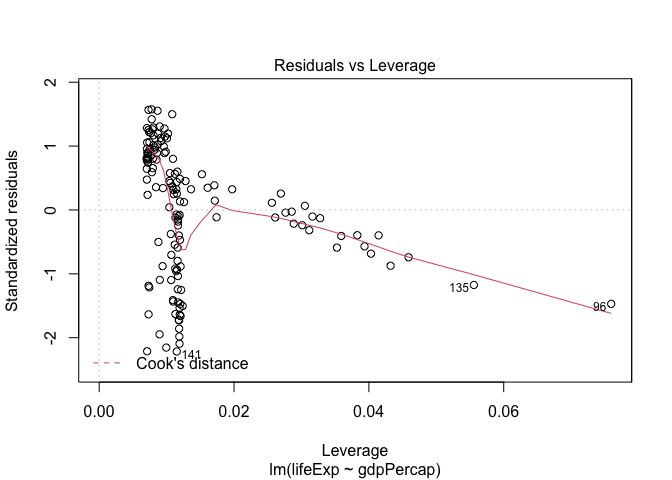 Residuals vs Leverage
Standardized residuals
2
1
0
-1
-2
135
96
141
Cook's distance
0.00 0.02 0.04 0.06
Leverage
lm(lifeExp ~ gdpPercap)